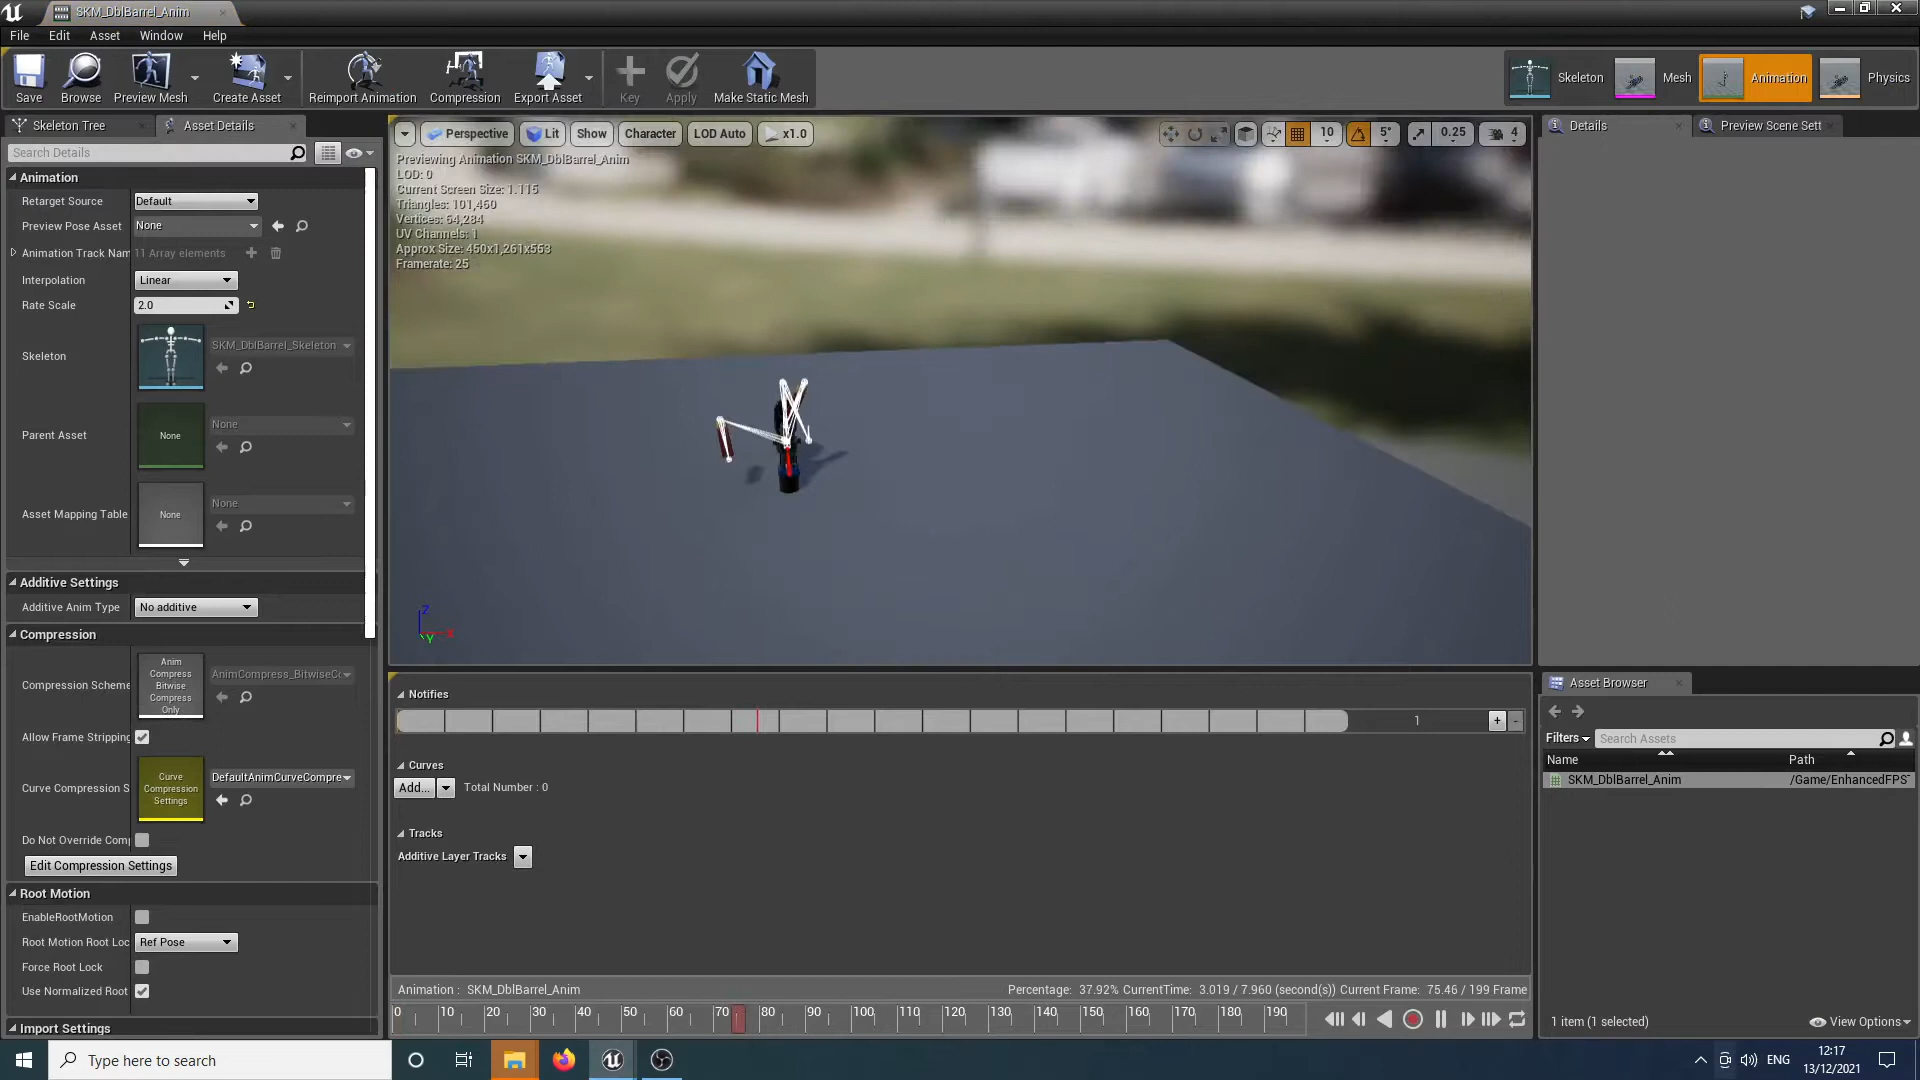 SKM_DblBarrel_Anim
File Edit Asset Window Help
Save Browse Preview Mesh Create Asset Reimport Animation Compression Export Asset Key Apply Make Static Mesh
Skeleton Mesh Animation Physics
Skeleton Tree Asset Details
Search Details
Animation
Retarget Source Default
Preview Pose Asset None
Animation Track Nam 11 Array elements
Interpolation Linear
Rate Scale 2.0
Skeleton SKM_DblBarrel_Skeleton
Parent Asset None None
Asset Mapping Table None None
Additive Settings
Additive Anim Type No additive
Compression
Compression Scheme Anim Compress Bitwise Compress Only AnimCompress_BitwiseCo
Allow Frame Stripping
Curve Compression S Curve Compression Settings DefaultAnimCurveCompre
Do Not Override Comp
Edit Compression Settings
Root Motion
EnableRootMotion
Root Motion Root Loc Ref Pose
Force Root Lock
Use Normalized Root
Import Settings
Perspective Lit Show Character LOD Auto x1.0
10 5° 0.25 4
Previewing Animation SKM_DblBarrel_Anim
LOD: 0
Current Screen Size: 1.115
Triangles: 101,460
Vertices: 64,284
UV Channels: 1
Approx Size: 450x1,261x553
Framerate: 25
Z
X
Y
Notifies
1
+ -
Curves
Add... Total Number : 0
Tracks
Additive Layer Tracks
Animation : SKM_DblBarrel_Anim Percentage: 37.92% CurrentTime: 3.019 / 7.960 (second(s)) Current Frame: 75.46 / 199 Frame
0 10 20 30 40 50 60 70 80 90 100 110 120 130 140 150 160 170 180 190
Details Preview Scene Sett
Asset Browser
Filters Search Assets
Name Path
SKM_DblBarrel_Anim /Game/EnhancedFPS
1 item (1 selected) View Options
Type here to search
ENG
12:17
13/12/2021